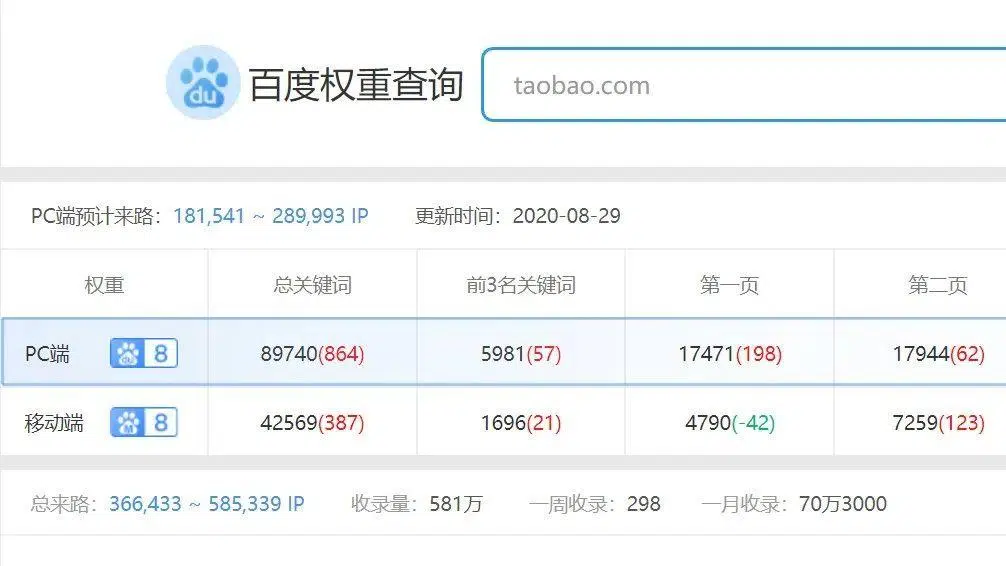 du 百度权重查询 taobao.com
PC端预计来路：181,541 ~ 289,993 IP 更新时间：2020-08-29
权重 总关键词 前3名关键词 第一页 第二页
PC端 du 8 89740(864) 5981(57) 17471(198) 17944(62)
移动端 M 8 42569(387) 1696(21) 4790(-42) 7259(123)
总来路：366,433 ~ 585,339 IP 收录量：581万 一周收录：298 一月收录：70万3000